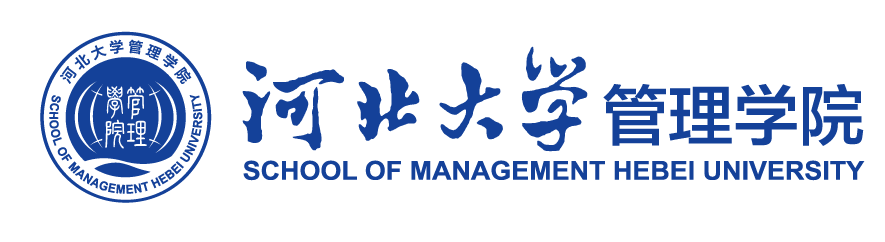 河北大学管理学院
管理
學院
SCHOOL OF MANAGEMENT HEBEI UNIVERSITY
河北大学管理学院
SCHOOL OF MANAGEMENT HEBEI UNIVERSITY